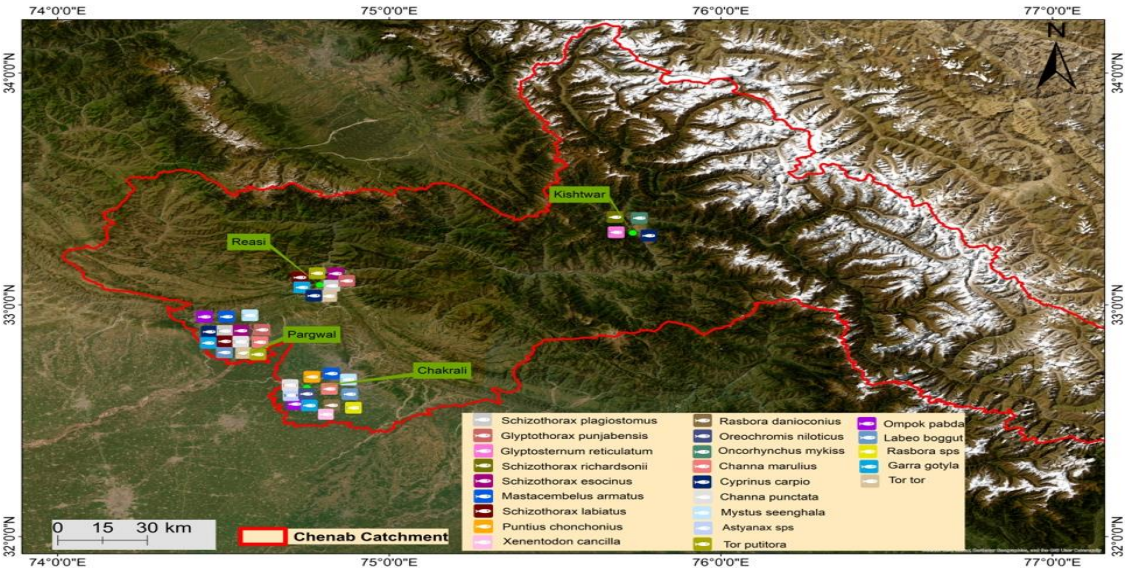 74°0'0"E 75°0'0"E 76°0'0"E 77°0'0"E
N
34°0'0"N 34°0'0"N
Kishtwar
Reasi
33°0'0"N 33°0'0"N
Pargwal
Chakrali
Schizothorax plagiostomus
Glyptothorax punjabensis
Glyptosternum reticulatum
Schizothorax richardsonii
Schizothorax esocinus
Mastacembelus armatus
Schizothorax labiatus
Puntius chonchonius
Xenentodon cancilla
Rasbora danioconius
Oreochromis niloticus
Oncorhynchus mykiss
Channa marulius
Cyprinus carpio
Channa punctata
Mystus seenghala
Astyanax sps
Tor putitora
Ompok pabda
Labeo boggut
Rasbora sps
Garra gotyla
Tor tor
0 15 30 km
Chenab Catchment
32°0'0"N 32°0'0"N
74°0'0"E 75°0'0"E 76°0'0"E 77°0'0"E